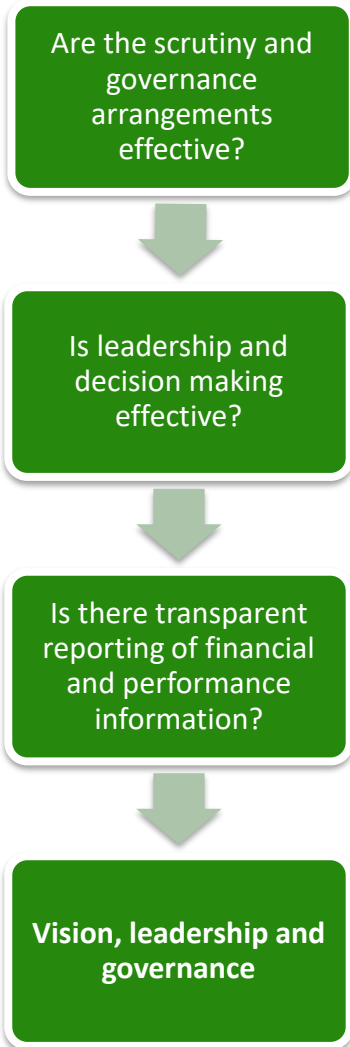 Are the scrutiny and
governance
arrangements
effective?
Is leadership and
decision making
effective?
Is there transparent
reporting of financial
and performance
information?
Vision, leadership and
governance